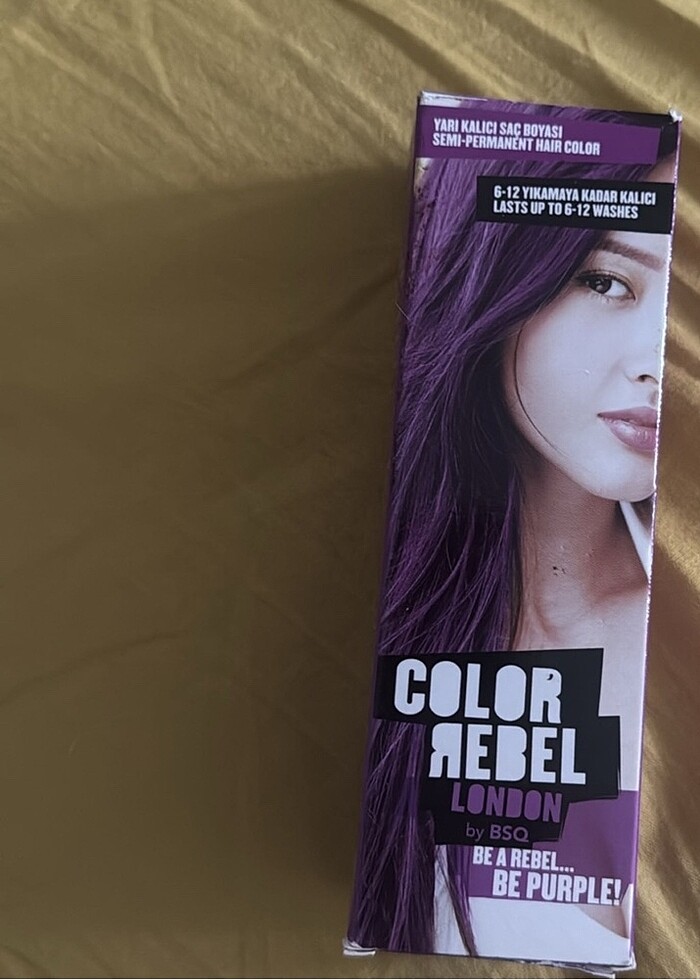 YARI KALICI SAÇ BOYASI
SEMI-PERMANENT HAIR COLOR
6-12 YIKAMAYA KADAR KALICI
LASTS UP TO 6-12 WASHES
COLOR
REBEL
LONDON
by BSQ
BE A REBEL...
BE PURPLE!